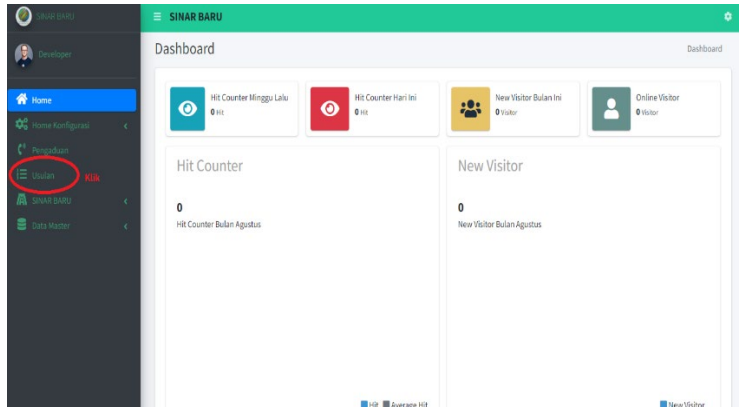 SINAR BARU
SINAR BARU
Developer
Dashboard
Dashboard
Home
Home Konfigurasi
Pengaduan
Usulan
Klik
SINAR BARU
Data Master
Hit Counter Minggu Lalu
0 Hit
Hit Counter Hari Ini
0 Hit
New Visitor Bulan Ini
0 Visitor
Online Visitor
0 Visitor
Hit Counter
0
Hit Counter Bulan Agustus
New Visitor
0
New Visitor Bulan Agustus
Hit Average Hit
New Visitor